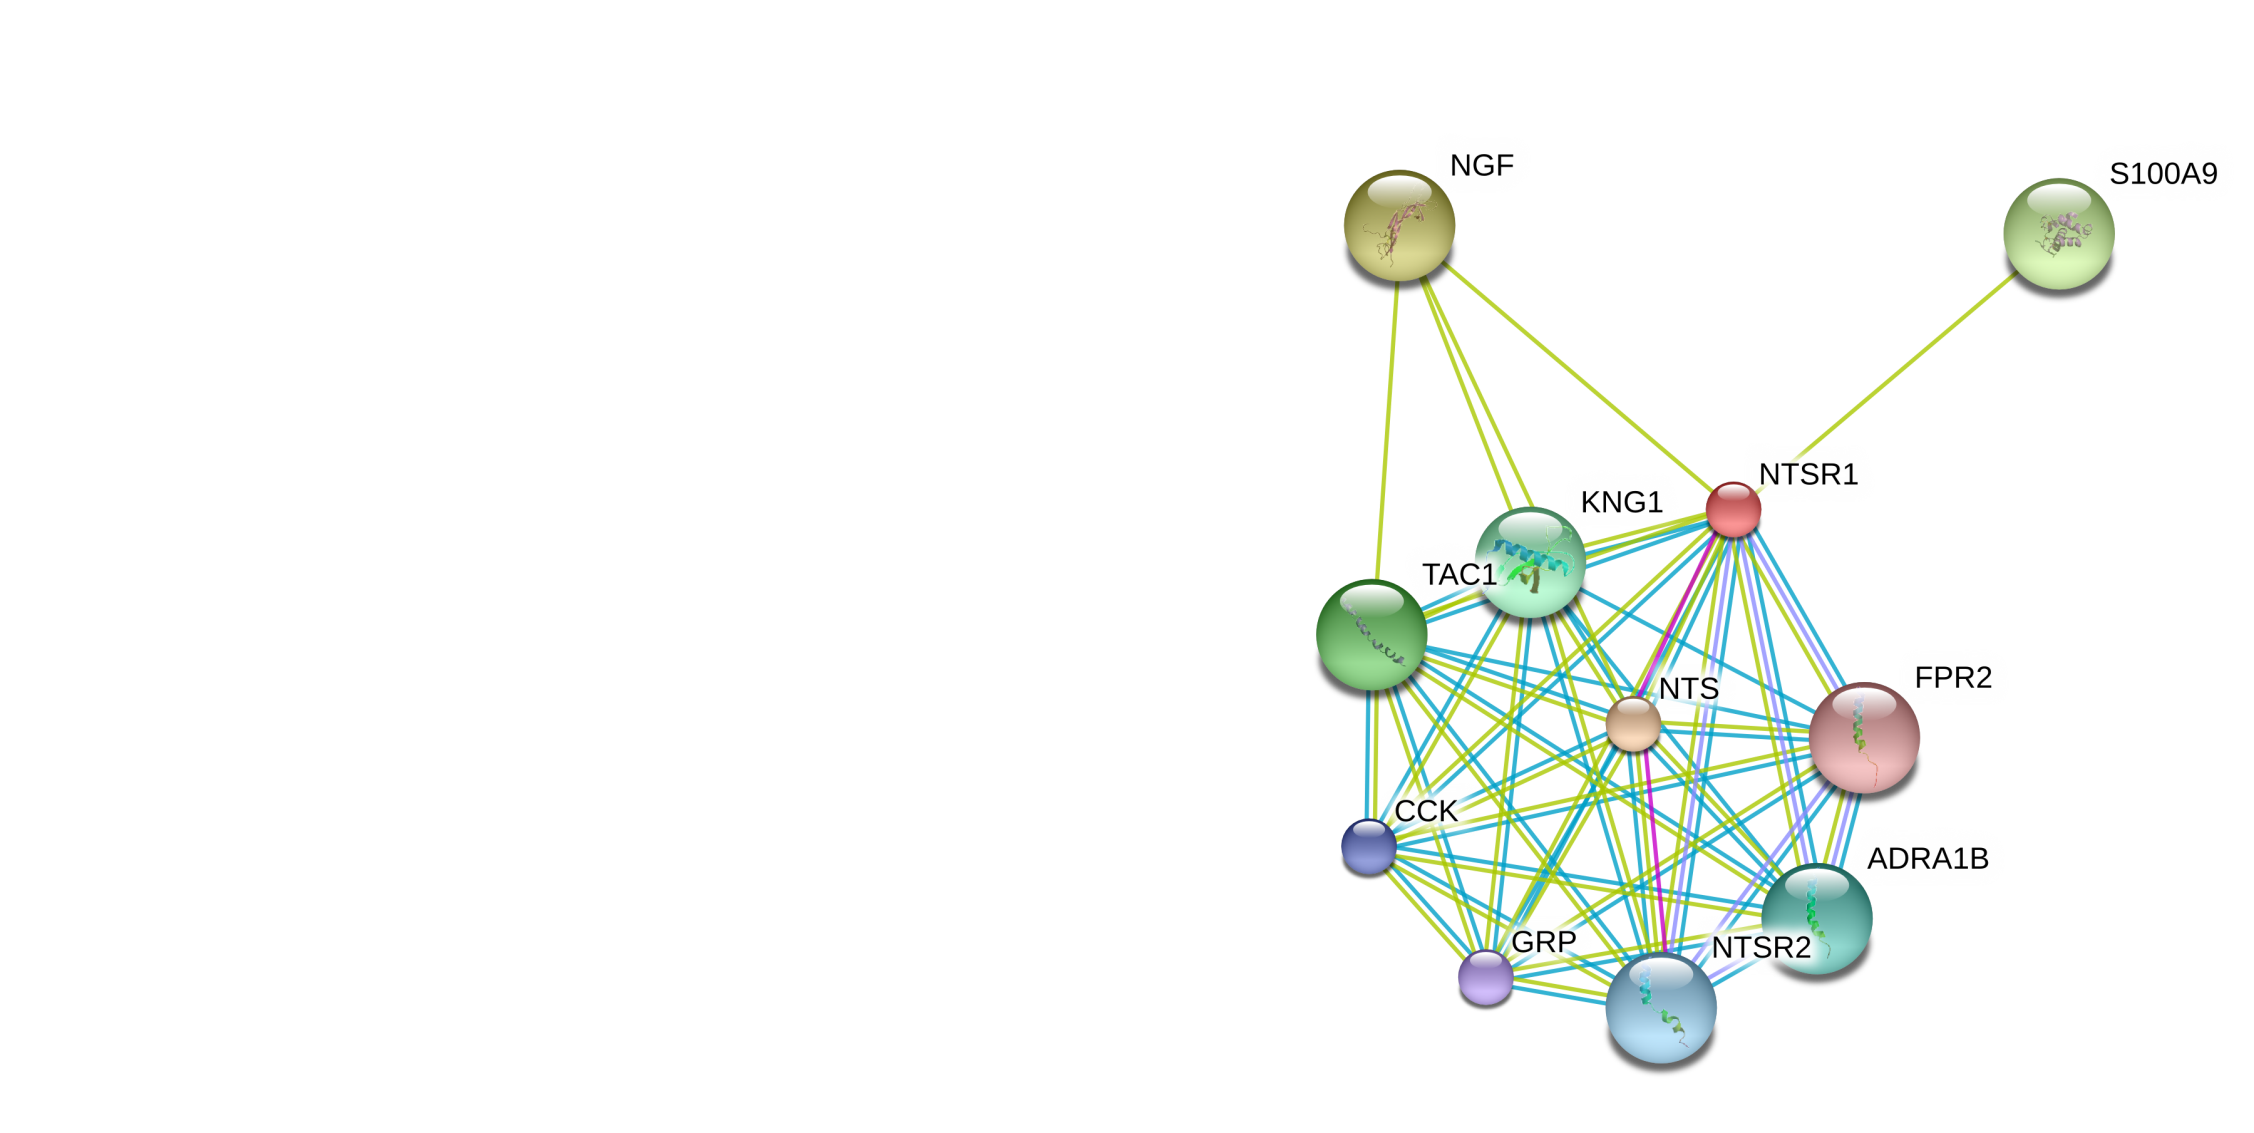 NGF
S100A9
NTSR1
KNG1
TAC1
FPR2
NTS
CCK
ADRA1B
GRP
NTSR2